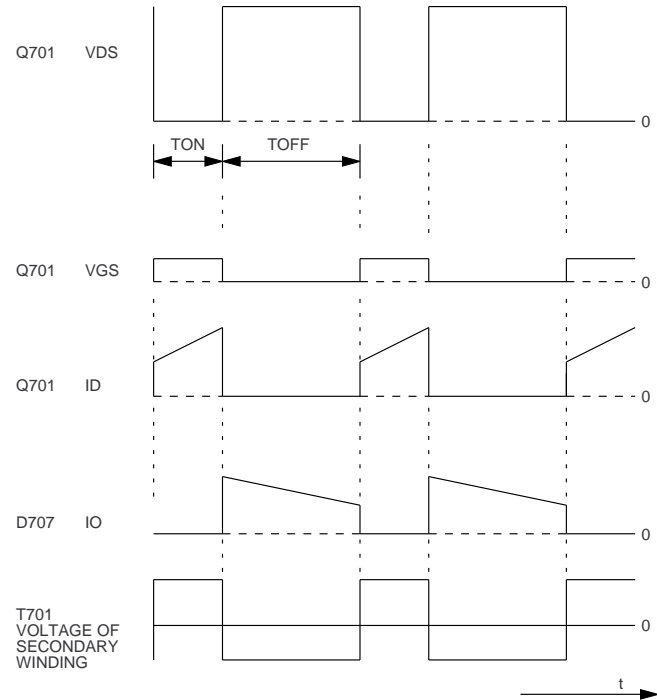 Q701 VDS
0
TON TOFF
Q701 VGS
0
Q701 ID
0
D707 IO
0
T701
VOLTAGE OF
SECONDARY
WINDING
0
t